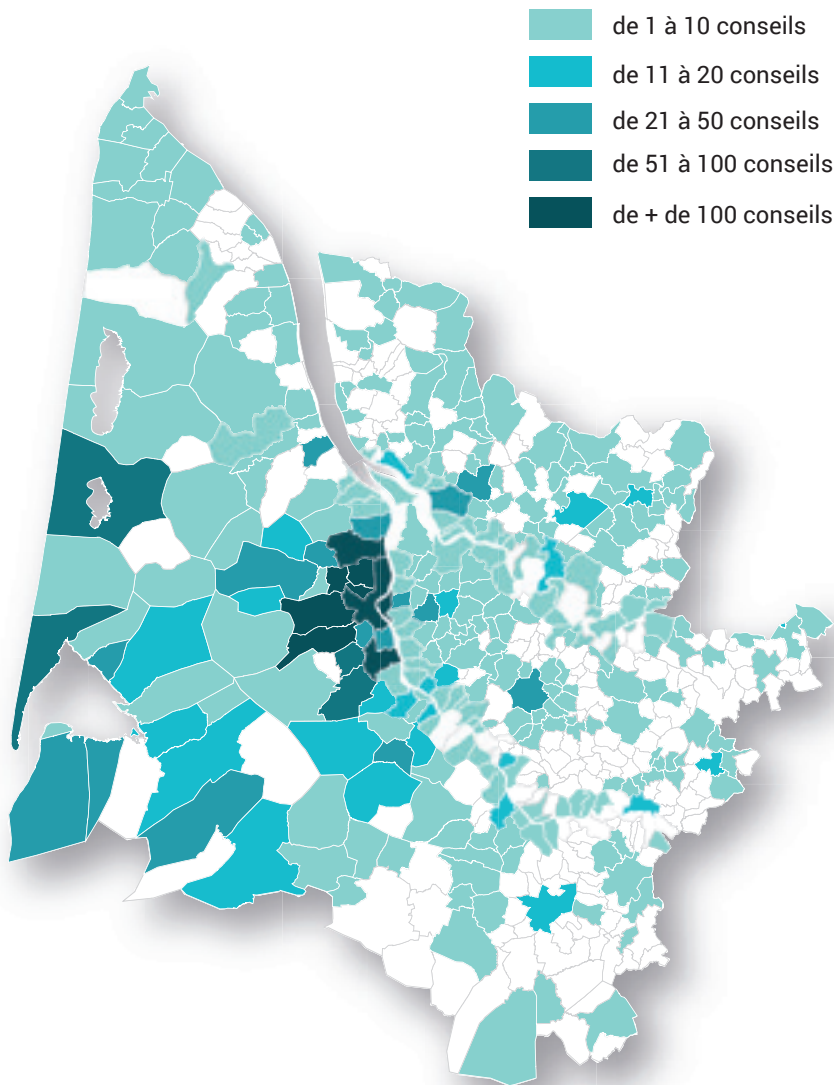 de 1 à 10 conseils
de 11 à 20 conseils
de 21 à 50 conseils
de 51 à 100 conseils
de + de 100 conseils